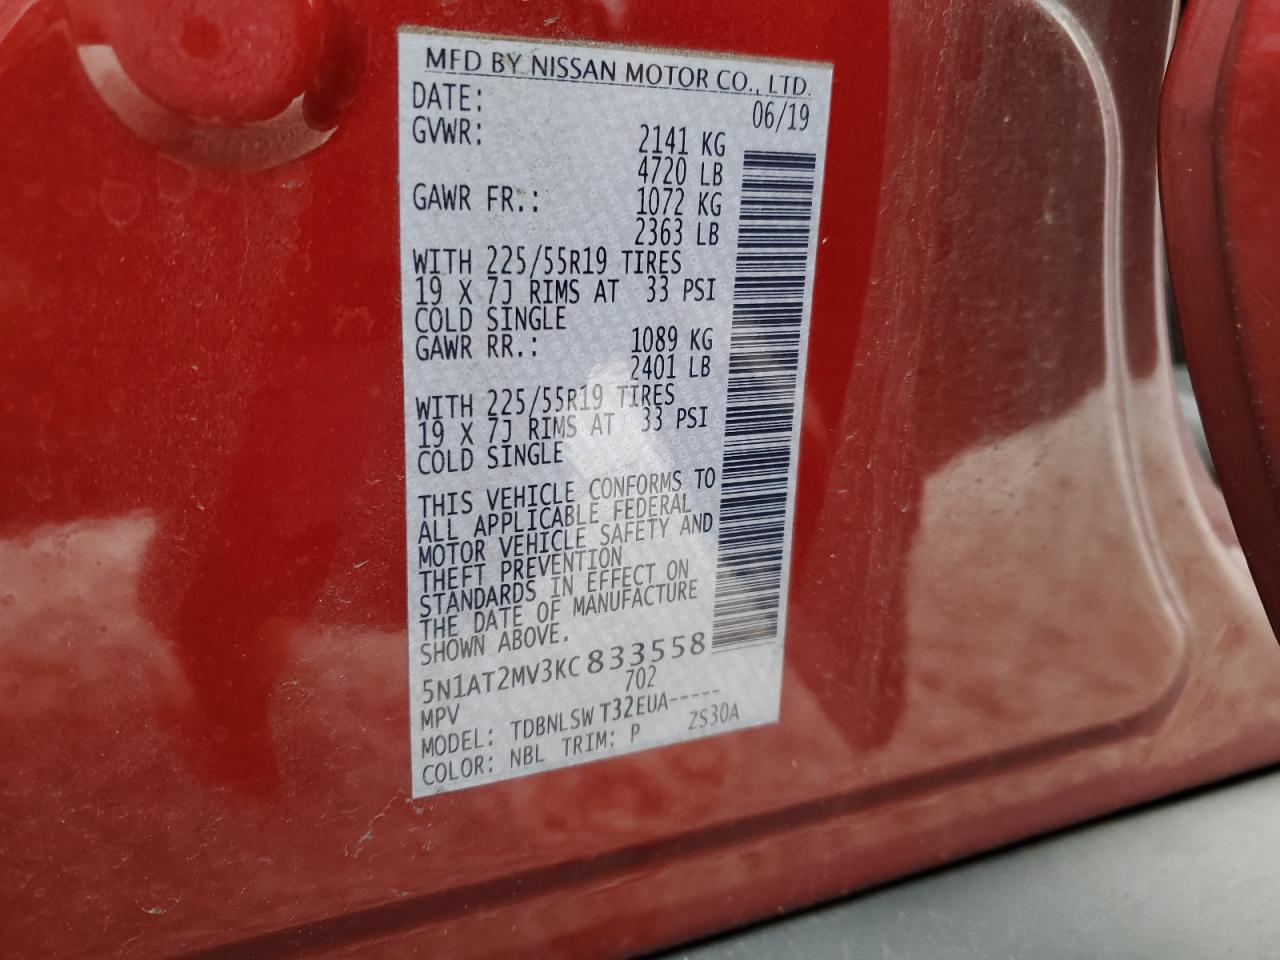 MFD BY NISSAN MOTOR CO., LTD.
DATE: 06/19
GVWR: 2141 KG
4720 LB
GAWR FR.: 1072 KG
2363 LB
WITH 225/55R19 TIRES
19 X 7J RIMS AT 33 PSI
COLD SINGLE
GAWR RR.: 1089 KG
2401 LB
WITH 225/55R19 TIRES
19 X 7J RIMS AT 33 PSI
COLD SINGLE
THIS VEHICLE CONFORMS TO
ALL APPLICABLE FEDERAL
MOTOR VEHICLE SAFETY AND
THEFT PREVENTION
STANDARDS IN EFFECT ON
THE DATE OF MANUFACTURE
SHOWN ABOVE.
5N1AT2MV3KC833558
MPV 702
MODEL: TDBNLSW T32EUA-----
COLOR: NBL TRIM: P ZS30A